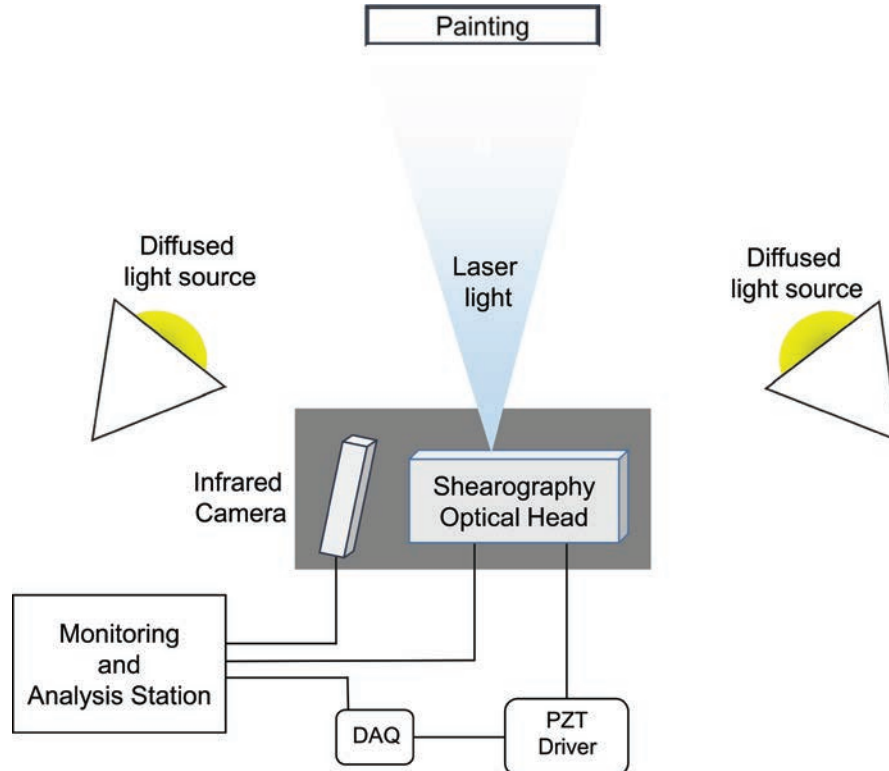 Painting
Diffused
light source
Laser
light
Diffused
light source
Infrared
Camera
Shearography
Optical Head
Monitoring
and
Analysis Station
DAQ
PZT
Driver